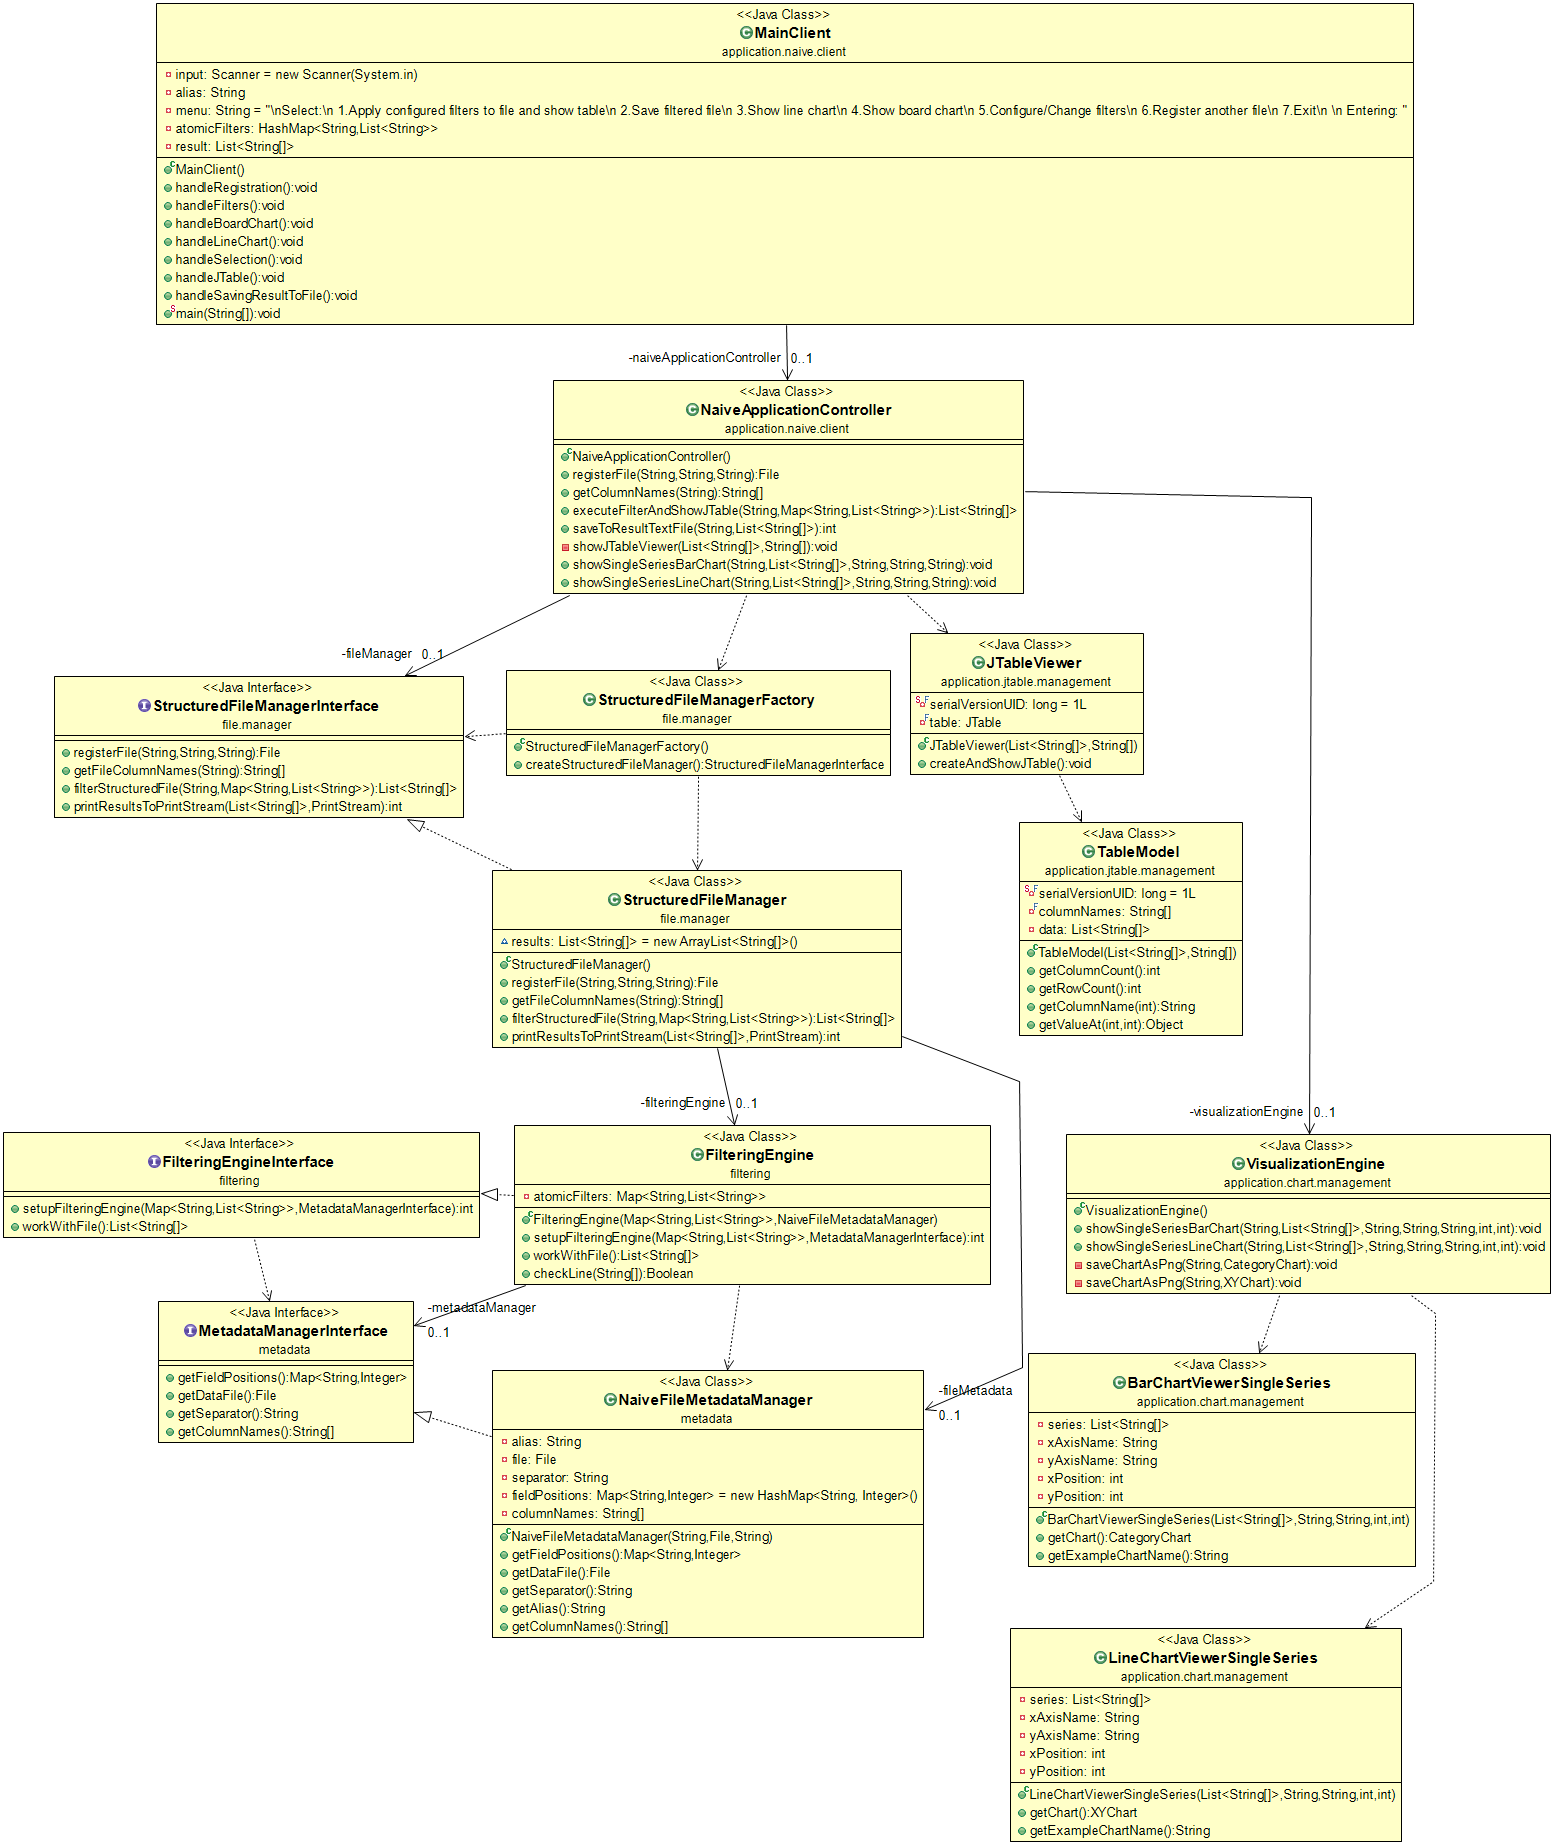 <<Java Class>>
MainClient
application.naive.client
input: Scanner = new Scanner(System.in)
alias: String
menu: String = "\nSelect:\n 1.Apply configured filters to file and show table\n 2.Save filtered file\n 3.Show line chart\n 4.Show board chart\n 5.Configure/Change filters\n 6.Register another file\n 7.Exit\n \n Entering: "
atomicFilters: HashMap<String,List<String>>
result: List<String[]>
MainClient()
handleRegistration():void
handleFilters():void
handleBoardChart():void
handleLineChart():void
handleSelection():void
handleJTable():void
handleSavingResultToFile():void
main(String[]):void
-naiveApplicationController 0..1
<<Java Class>>
NaiveApplicationController
application.naive.client
NaiveApplicationController()
registerFile(String,String,String):File
getColumnNames(String):String[]
executeFilterAndShowJTable(String,Map<String,List<String>>):List<String[]>
saveToResultTextFile(String,List<String[]>):int
showJTableViewer(List<String[]>,String[]):void
showSingleSeriesBarChart(String,List<String[]>,String,String,String):void
showSingleSeriesLineChart(String,List<String[]>,String,String,String):void
-fileManager 0..1
<<Java Interface>>
StructuredFileManagerInterface
file.manager
registerFile(String,String,String):File
getFileColumnNames(String):String[]
filterStructuredFile(String,Map<String,List<String>>):List<String[]>
printResultsToPrintStream(List<String[]>,PrintStream):int
<<Java Class>>
StructuredFileManagerFactory
file.manager
StructuredFileManagerFactory()
createStructuredFileManager():StructuredFileManagerInterface
<<Java Class>>
JTableViewer
application.jtable.management
serialVersionUID: long = 1L
table: JTable
JTableViewer(List<String[]>,String[])
createAndShowJTable():void
<<Java Class>>
TableModel
application.jtable.management
serialVersionUID: long = 1L
columnNames: String[]
data: List<String[]>
TableModel(List<String[]>,String[])
getColumnCount():int
getRowCount():int
getColumnName(int):String
getValueAt(int,int):Object
<<Java Class>>
StructuredFileManager
file.manager
results: List<String[]> = new ArrayList<String[]>()
StructuredFileManager()
registerFile(String,String,String):File
getFileColumnNames(String):String[]
filterStructuredFile(String,Map<String,List<String>>):List<String[]>
printResultsToPrintStream(List<String[]>,PrintStream):int
-filteringEngine 0..1
-visualizationEngine 0..1
<<Java Interface>>
FilteringEngineInterface
filtering
setupFilteringEngine(Map<String,List<String>>,MetadataManagerInterface):int
workWithFile():List<String[]>
<<Java Class>>
FilteringEngine
filtering
atomicFilters: Map<String,List<String>>
FilteringEngine(Map<String,List<String>>,NaiveFileMetadataManager)
setupFilteringEngine(Map<String,List<String>>,MetadataManagerInterface):int
workWithFile():List<String[]>
checkLine(String[]):Boolean
<<Java Class>>
VisualizationEngine
application.chart.management
VisualizationEngine()
showSingleSeriesBarChart(String,List<String[]>,String,String,String,int,int):void
showSingleSeriesLineChart(String,List<String[]>,String,String,String,int,int):void
saveChartAsPng(String,CategoryChart):void
saveChartAsPng(String,XYChart):void
-metadataManager
0..1
<<Java Interface>>
MetadataManagerInterface
metadata
getFieldPositions():Map<String,Integer>
getDataFile():File
getSeparator():String
getColumnNames():String[]
<<Java Class>>
NaiveFileMetadataManager
metadata
alias: String
file: File
separator: String
fieldPositions: Map<String,Integer> = new HashMap<String, Integer>()
columnNames: String[]
NaiveFileMetadataManager(String,File,String)
getFieldPositions():Map<String,Integer>
getDataFile():File
getSeparator():String
getAlias():String
getColumnNames():String[]
-fileMetadata
0..1
<<Java Class>>
BarChartViewerSingleSeries
application.chart.management
series: List<String[]>
xAxisName: String
yAxisName: String
xPosition: int
yPosition: int
BarChartViewerSingleSeries(List<String[]>,String,String,int,int)
getChart():CategoryChart
getExampleChartName():String
<<Java Class>>
LineChartViewerSingleSeries
application.chart.management
series: List<String[]>
xAxisName: String
yAxisName: String
xPosition: int
yPosition: int
LineChartViewerSingleSeries(List<String[]>,String,String,int,int)
getChart():XYChart
getExampleChartName():String